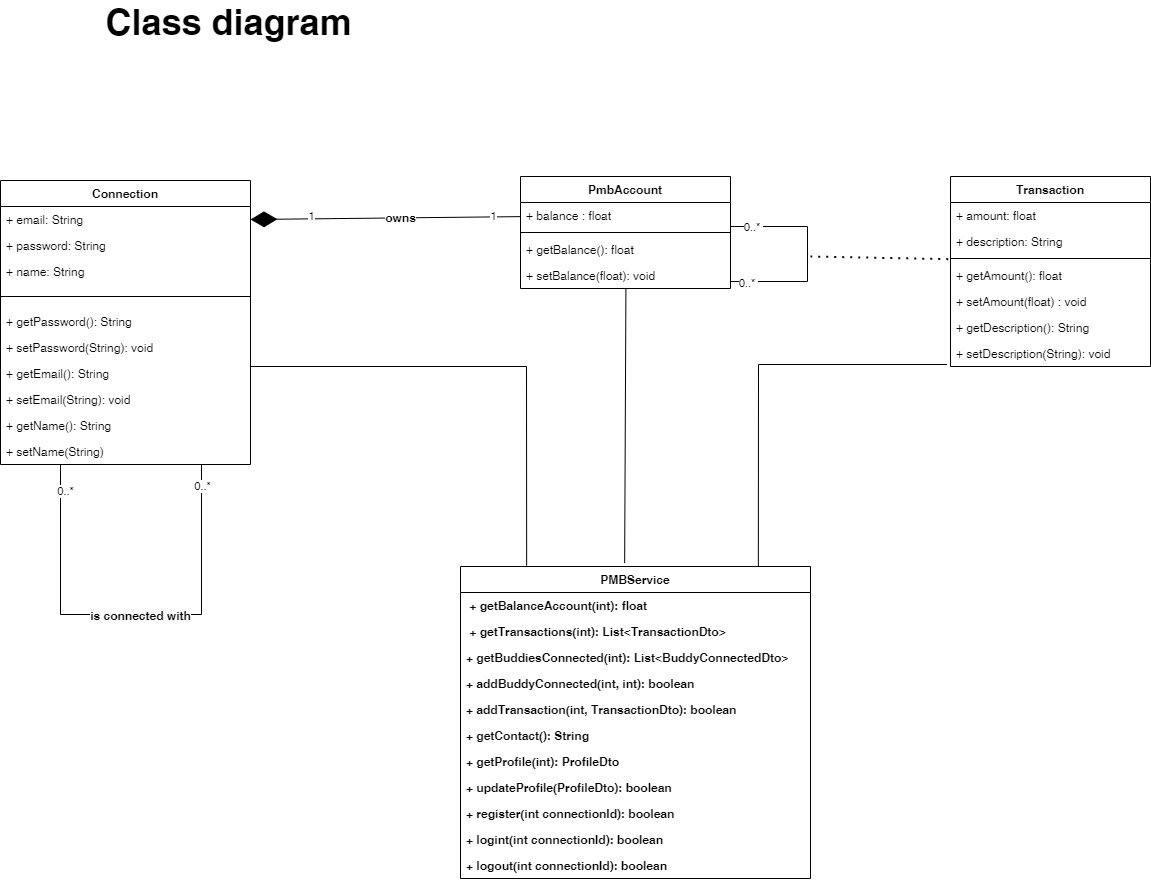 Class diagram
Connection
+ email: String
+ password: String
+ name: String
+ getPassword(): String
+ setPassword(String): void
+ getEmail(): String
+ setEmail(String): void
+ getName(): String
+ setName(String)
0..*
0..*
is connected with
1
owns
1
PmbAccount
+ balance : float
+ getBalance(): float
+ setBalance(float): void
0..*
0..*
Transaction
+ amount: float
+ description: String
+ getAmount(): float
+ setAmount(float) : void
+ getDescription(): String
+ setDescription(String): void
PMBService
+ getBalanceAccount(int): float
+ getTransactions(int): List<TransactionDto>
+ getBuddiesConnected(int): List<BuddyConnectedDto>
+ addBuddyConnected(int, int): boolean
+ addTransaction(int, TransactionDto): boolean
+ getContact(): String
+ getProfile(int): ProfileDto
+ updateProfile(ProfileDto): boolean
+ register(int connectionId): boolean
+ logint(int connectionId): boolean
+ logout(int connectionId): boolean